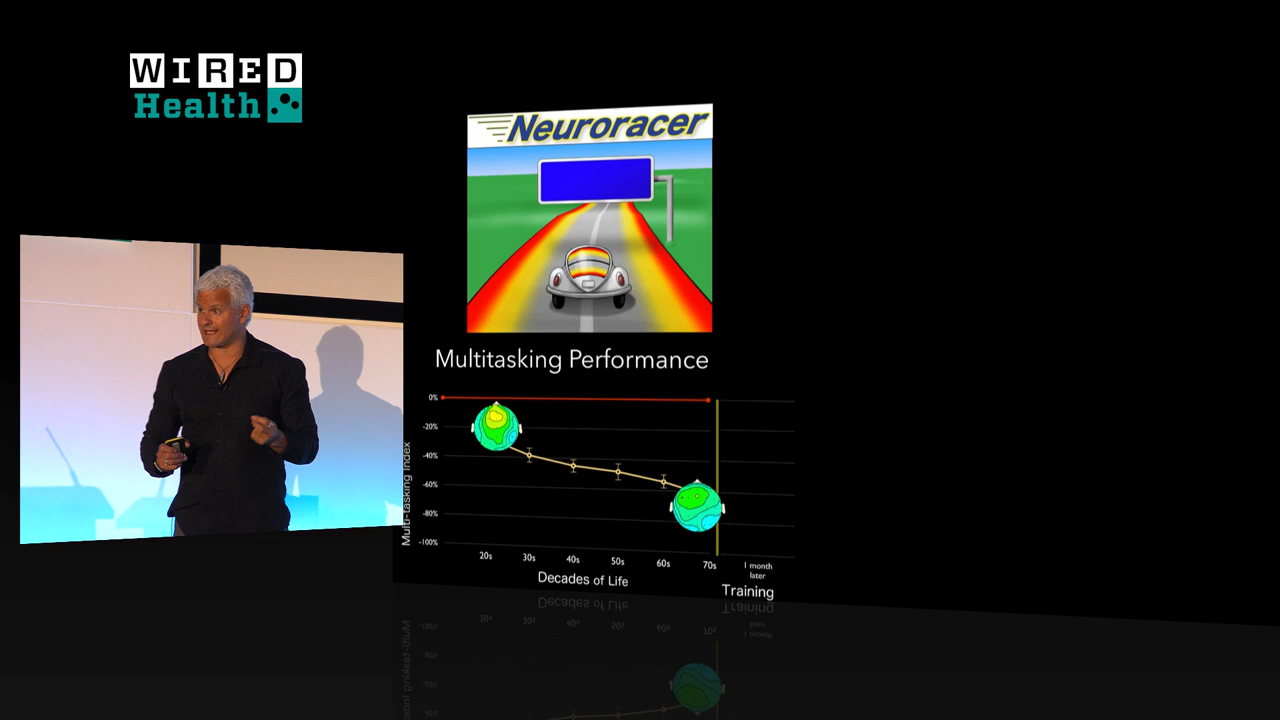 WIRED
Health
Neuroracer
Multitasking Performance
0%
-20%
-40%
-60%
-80%
-100%
Multi-tasking Index
20s 30s 40s 50s 60s 70s
1 month
later
Decades of Life
Training